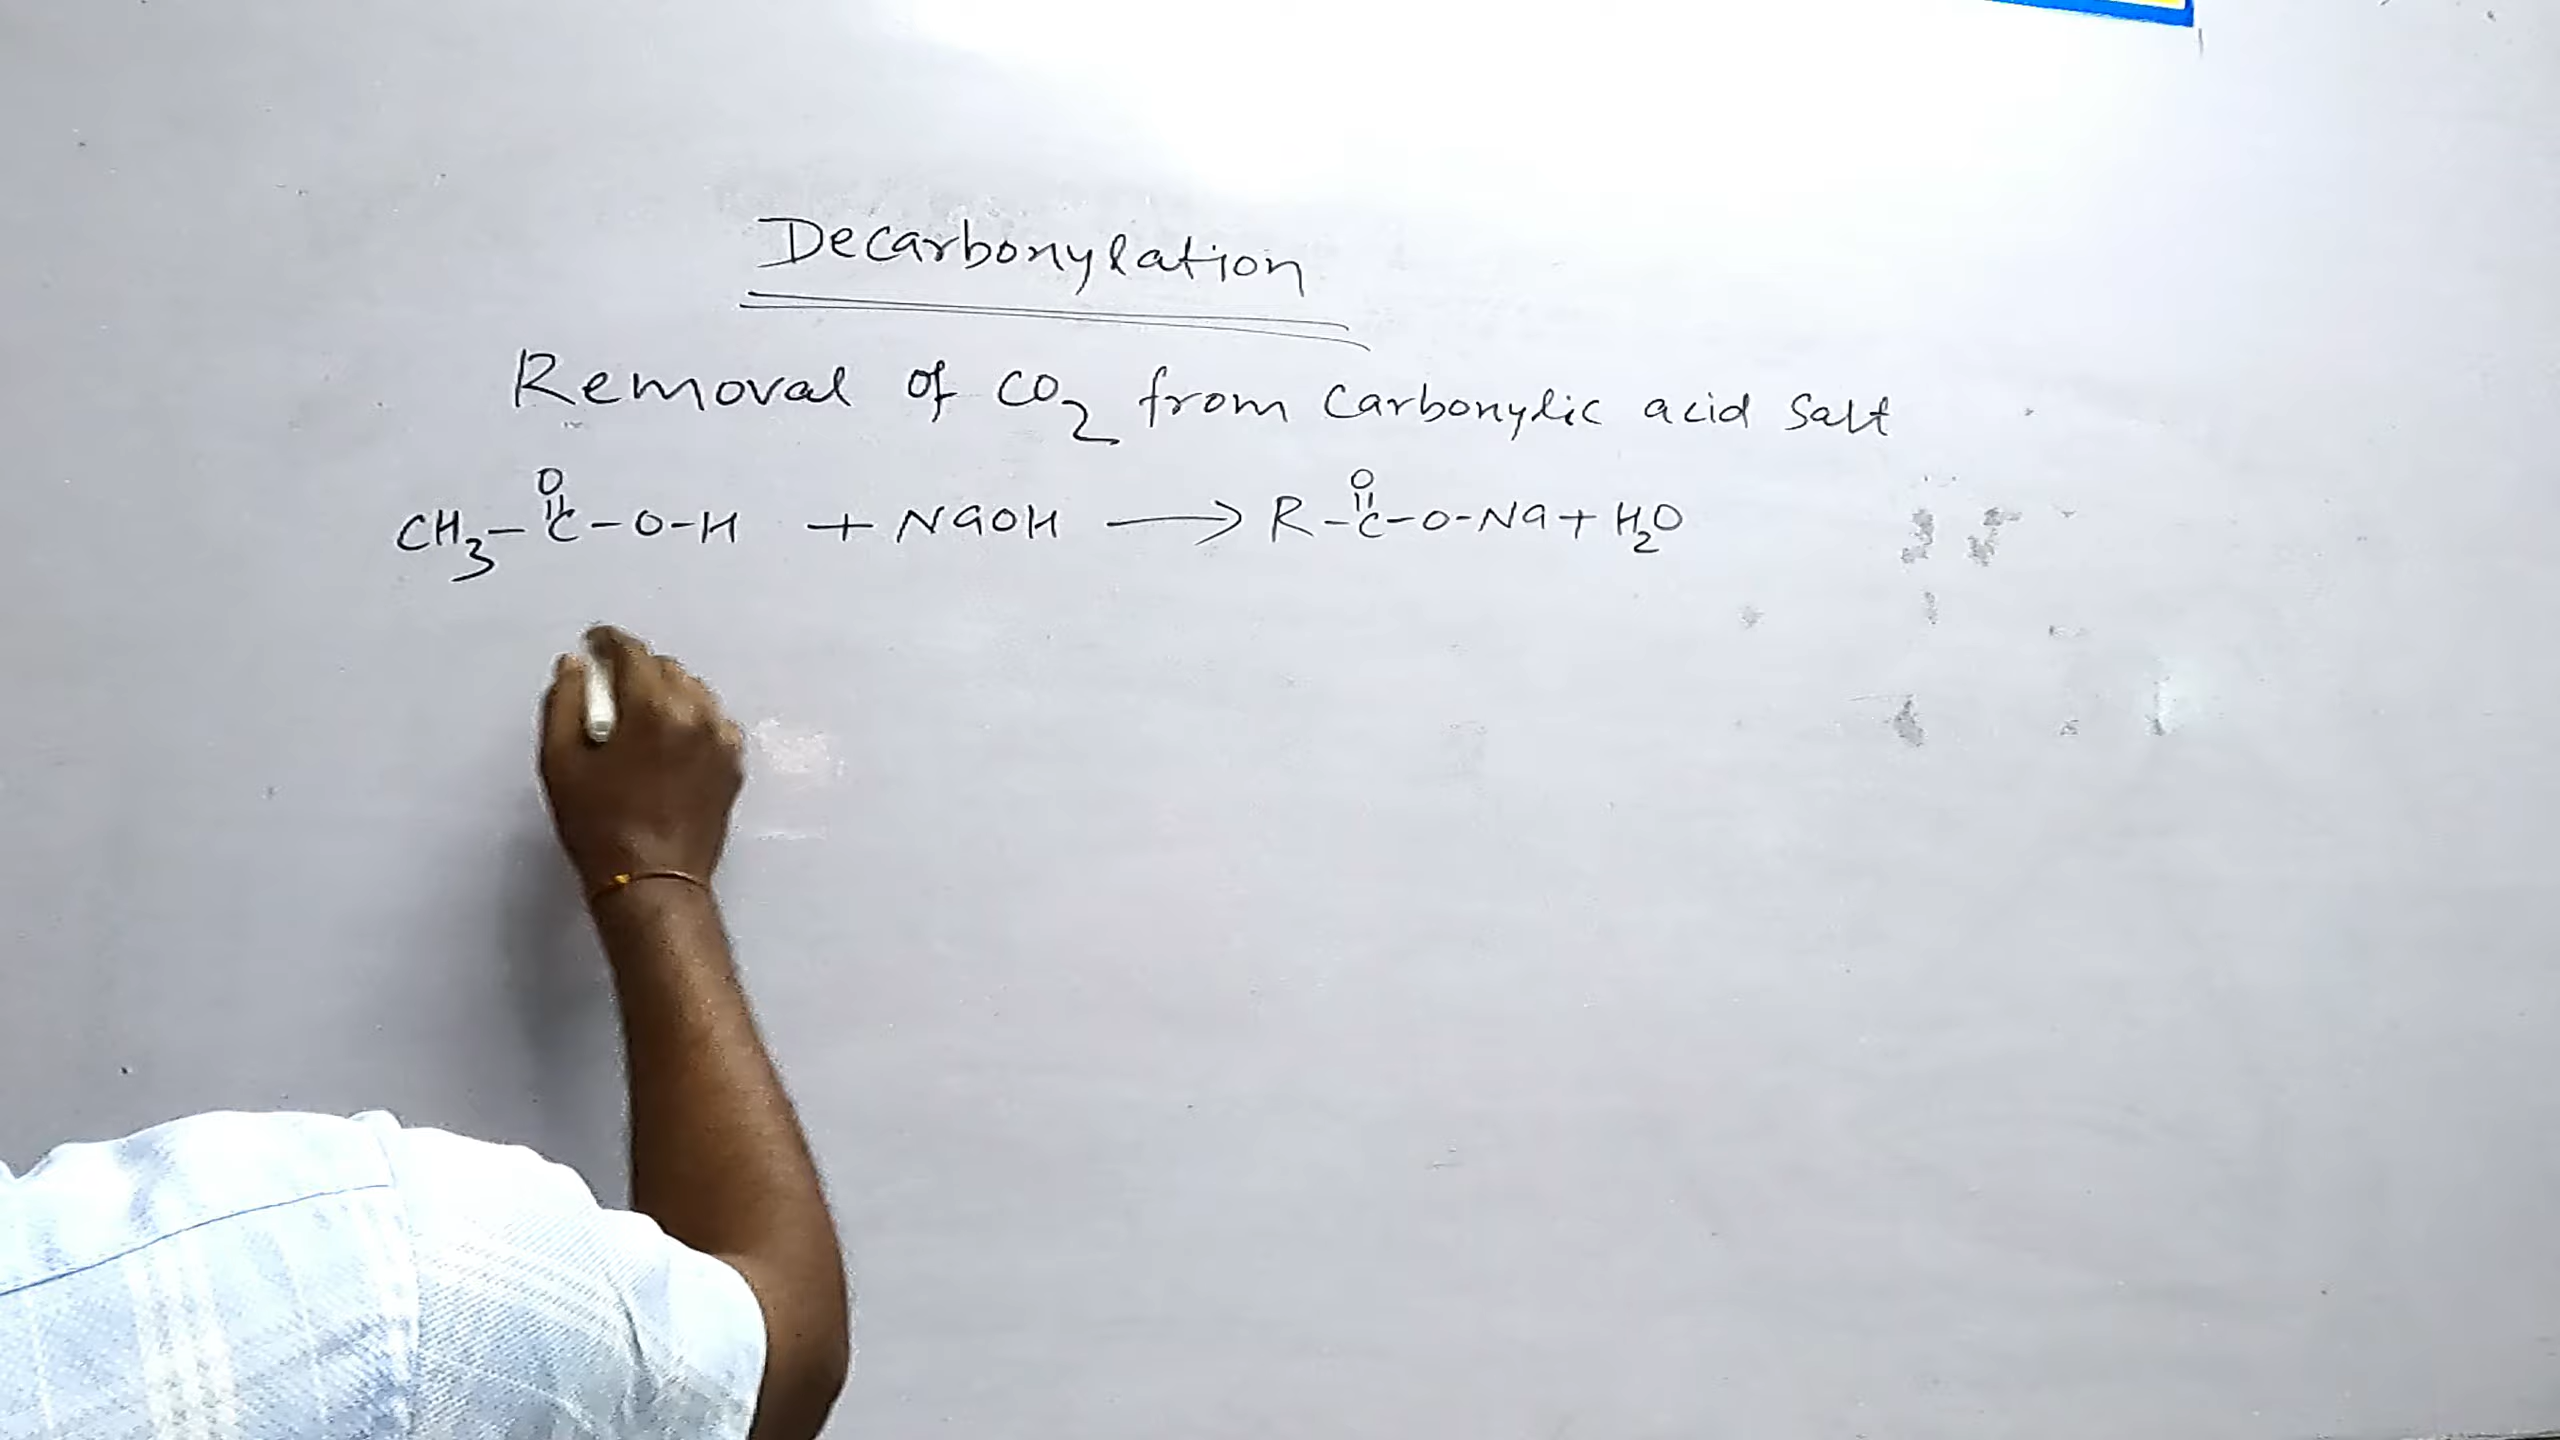 Decarbonylation
Removal of CO2 from Carbonylic acid Salt
CH3-C(=O)-O-H + NaOH ⟶ R-C(=O)-O-Na + H2O